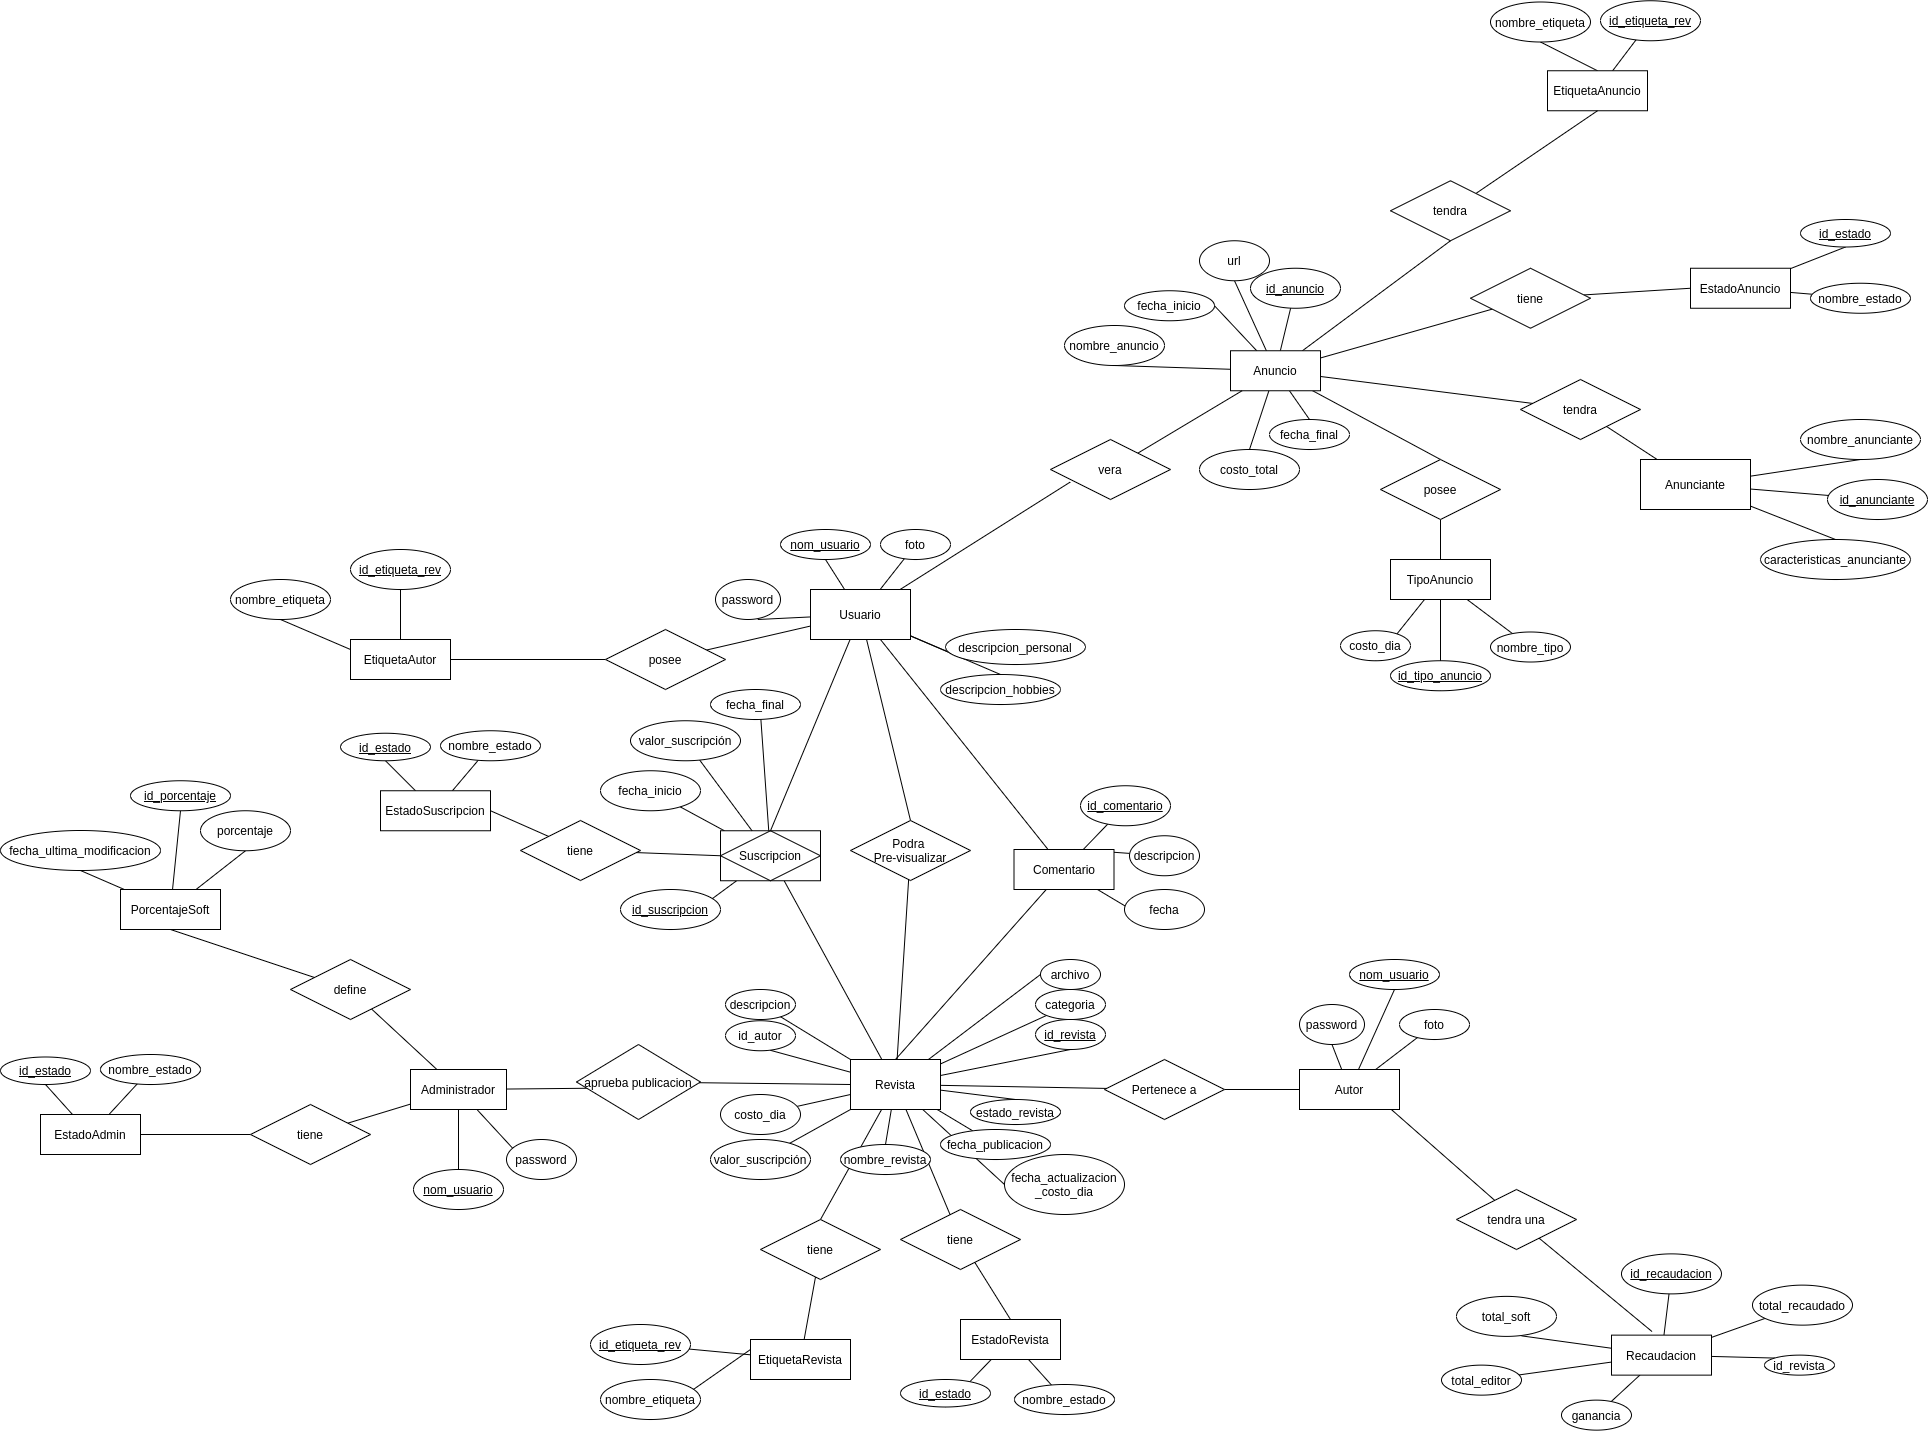 nombre_etiqueta
id_etiqueta_rev
EtiquetaAnuncio
tendra
id_estado
url
id_anuncio
tiene
EstadoAnuncio
nombre_estado
fecha_inicio
nombre_anuncio
Anuncio
tendra
fecha_final
nombre_anunciante
vera
costo_total
posee
Anunciante
id_anunciante
nom_usuario
foto
caracteristicas_anunciante
id_etiqueta_rev
TipoAnuncio
nombre_etiqueta
password
Usuario
costo_dia
nombre_tipo
descripcion_personal
EtiquetaAutor
posee
id_tipo_anuncio
descripcion_hobbies
fecha_final
valor_suscripción
id_estado
nombre_estado
fecha_inicio
id_porcentaje
EstadoSuscripcion
id_comentario
porcentaje
fecha_ultima_modificacion
tiene
Suscripcion
Podra
Pre-visualizar
descripcion
Comentario
PorcentajeSoft
id_suscripcion
fecha
define
archivo
nom_usuario
descripcion
categoria
id_autor
id_revista
password
foto
id_estado
nombre_estado
Administrador
aprueba publicacion
Revista
Pertenece a
Autor
costo_dia
estado_revista
EstadoAdmin
tiene
fecha_publicacion
password
valor_suscripción
nombre_revista
nom_usuario
fecha_actualizacion
_costo_dia
tendra una
tiene
tiene
id_recaudacion
total_soft
total_recaudado
id_etiqueta_rev
EstadoRevista
EtiquetaRevista
Recaudacion
id_revista
total_editor
nombre_etiqueta
id_estado
nombre_estado
ganancia